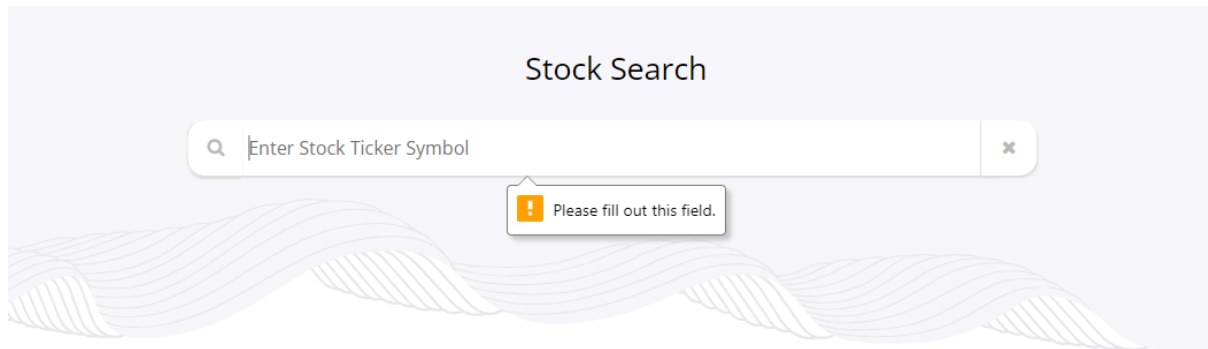 Stock Search
Enter Stock Ticker Symbol
Please fill out this field.